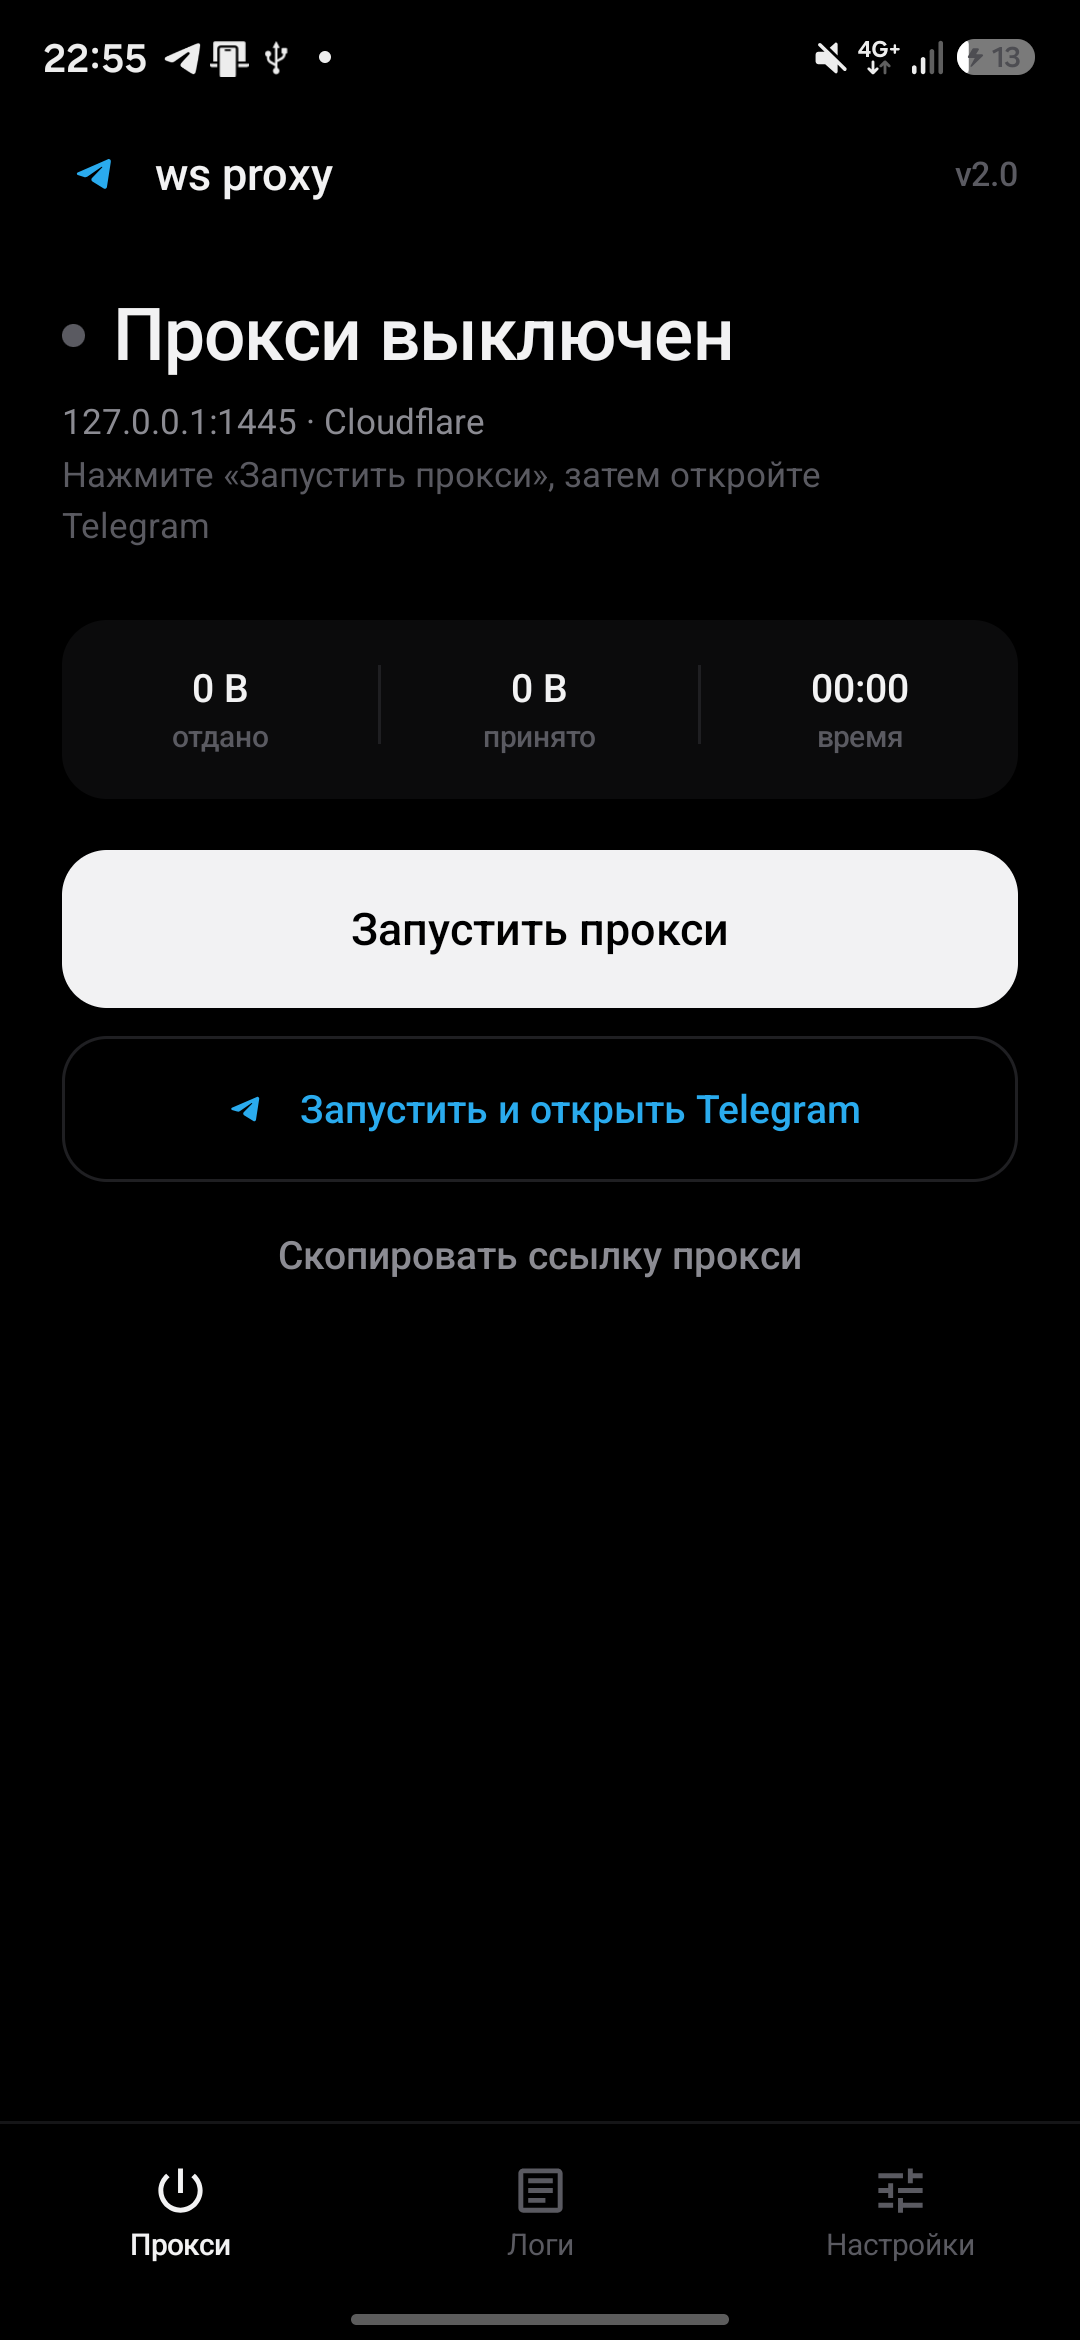 22:55
4G+
13
ws proxy
v2.0
Прокси выключен
127.0.0.1:1445 · Cloudflare
Нажмите «Запустить прокси», затем откройте
Telegram
0 B
0 B
00:00
отдано
принято
время
Запустить прокси
Запустить и открыть Telegram
Скопировать ссылку прокси
Прокси
Логи
Настройки